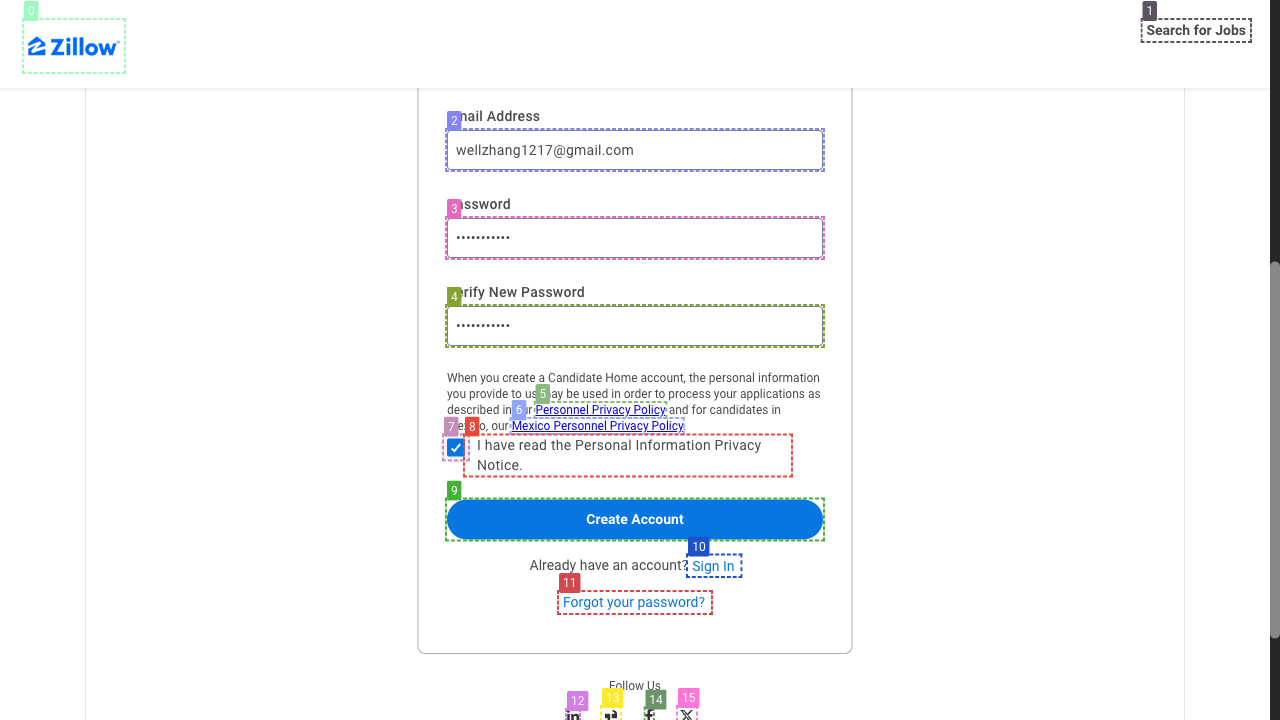 0
1
Zillow
Search for Jobs
2
mail Address
wellzhang1217@gmail.com
3
ssword
•••••••••••
4
erify New Password
•••••••••••
When you create a Candidate Home account, the personal information
5
you provide to us may be used in order to process your applications as
6
described in Personnel Privacy Policy and for candidates in
7
8
o, our Mexico Personnel Privacy Policy.
I have read the Personal Information Privacy
Notice.
9
Create Account
10
Already have an account? Sign In
11
Forgot your password?
Follow Us
12
13
14
15